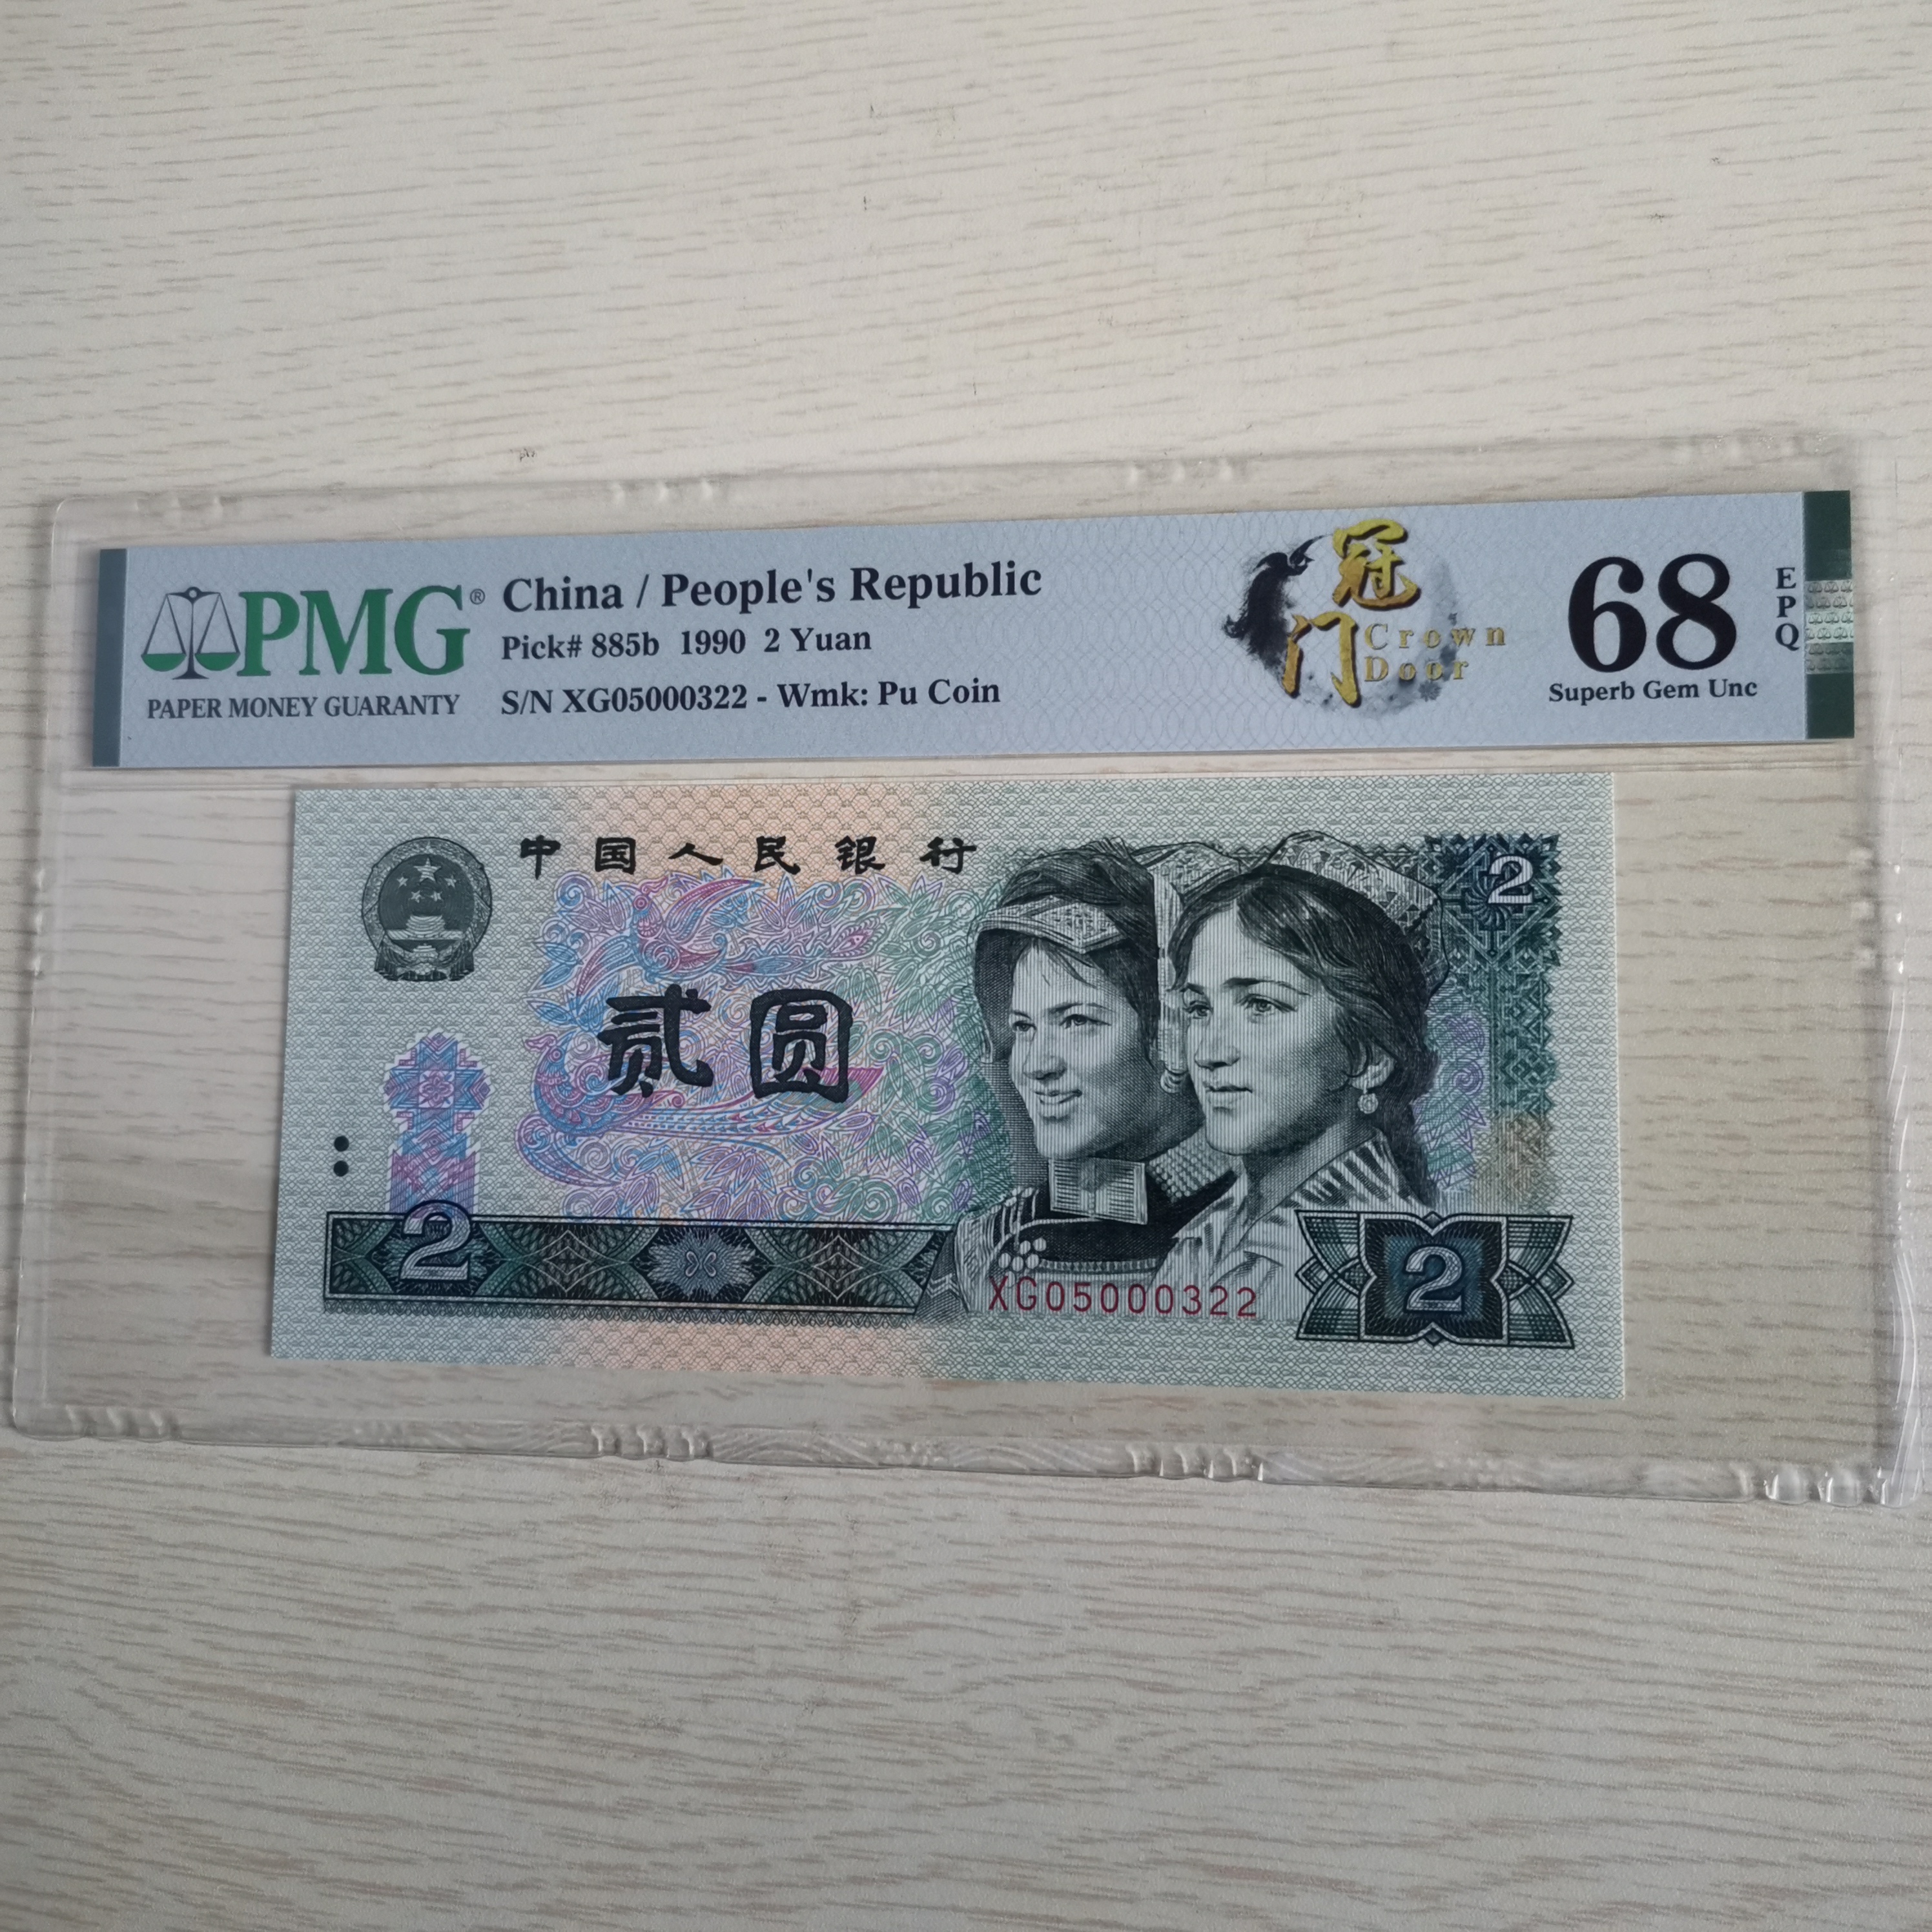 PMG®
PAPER MONEY GUARANTY
China / People's Republic
Pick# 885b 1990 2 Yuan
S/N XG05000322 - Wmk: Pu Coin
冠门
Crown
Door
68
EPQ
Superb Gem Unc
中国人民银行
2
贰圆
2
XG05000322
2